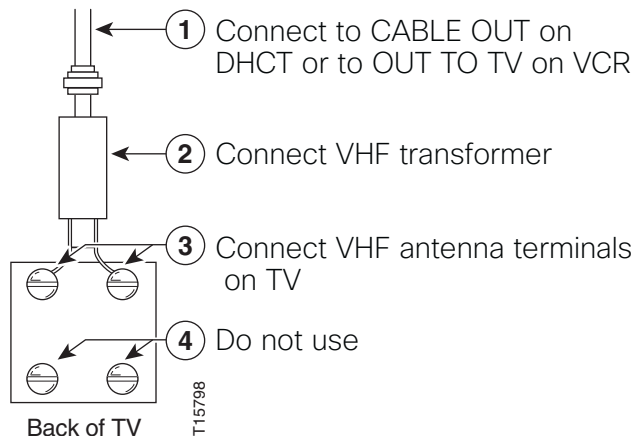 1 Connect to CABLE OUT on
DHCT or to OUT TO TV on VCR
2 Connect VHF transformer
3 Connect VHF antenna terminals
on TV
4 Do not use
T15798
Back of TV